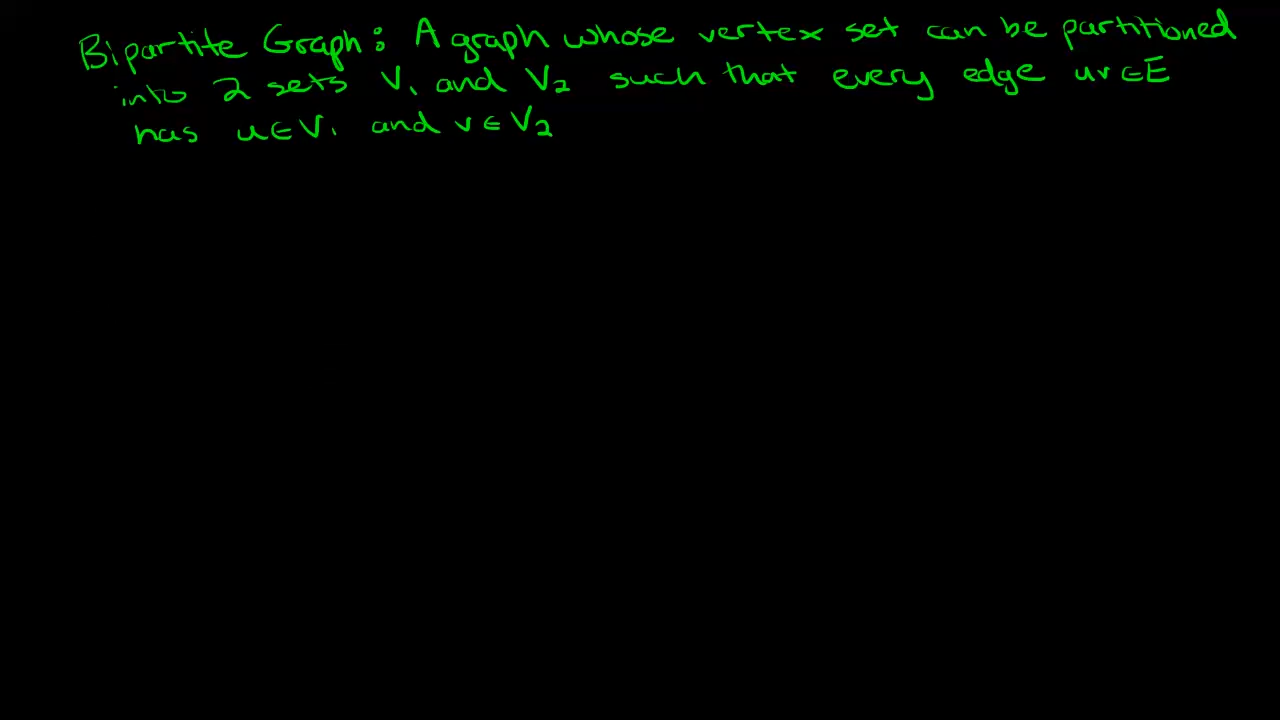 Bipartite Graph: A graph whose vertex set can be partitioned
into 2 sets V₁ and V₂ such that every edge uv∈E
has u∈V₁ and v∈V₂